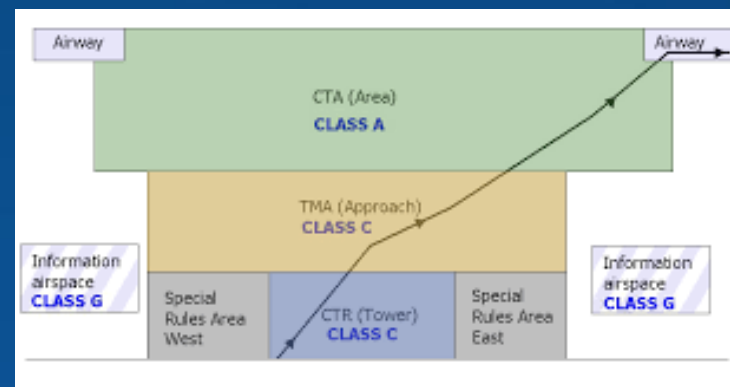 Airway
Airway
CTA (Area)
CLASS A
TMA (Approach)
CLASS C
Information
airspace
CLASS G
Special
Rules Area
West
CTR (Tower)
CLASS C
Special
Rules Area
East
Information
airspace
CLASS G